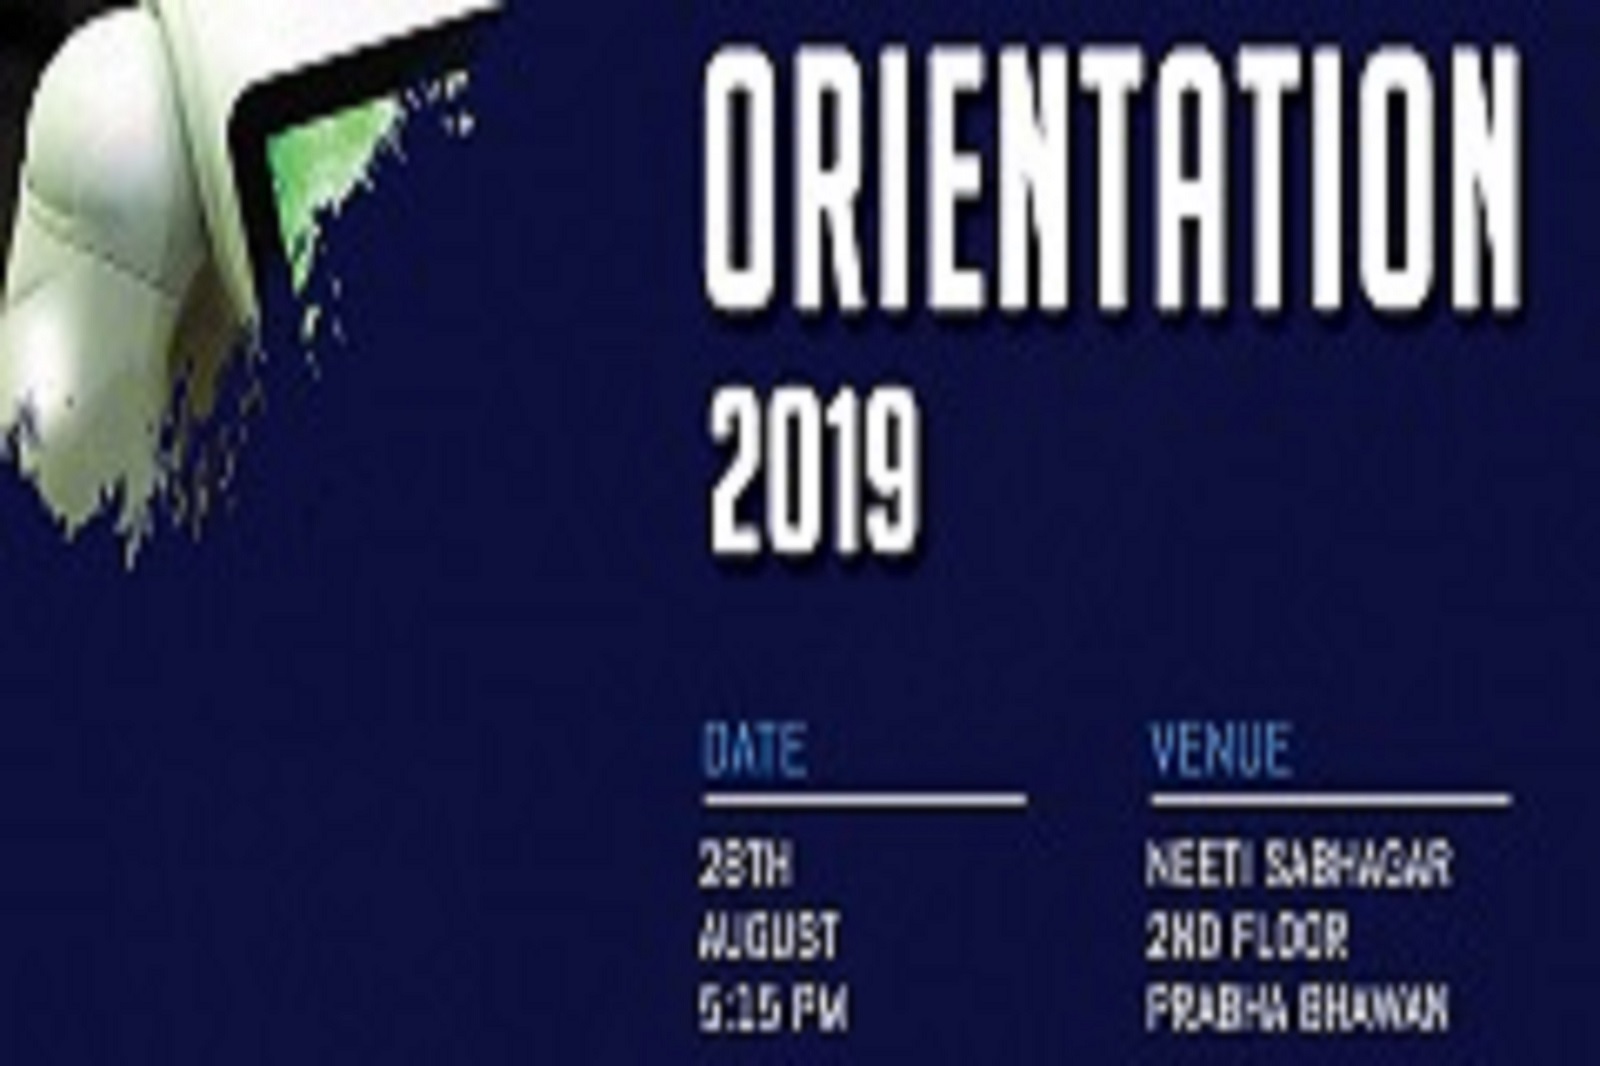 ORIENTATION
2019
DATE
28TH
AUGUST
5:15 PM
VENUE
NEETI SABHAGAR
2ND FLOOR
PRABHA BHAWAN